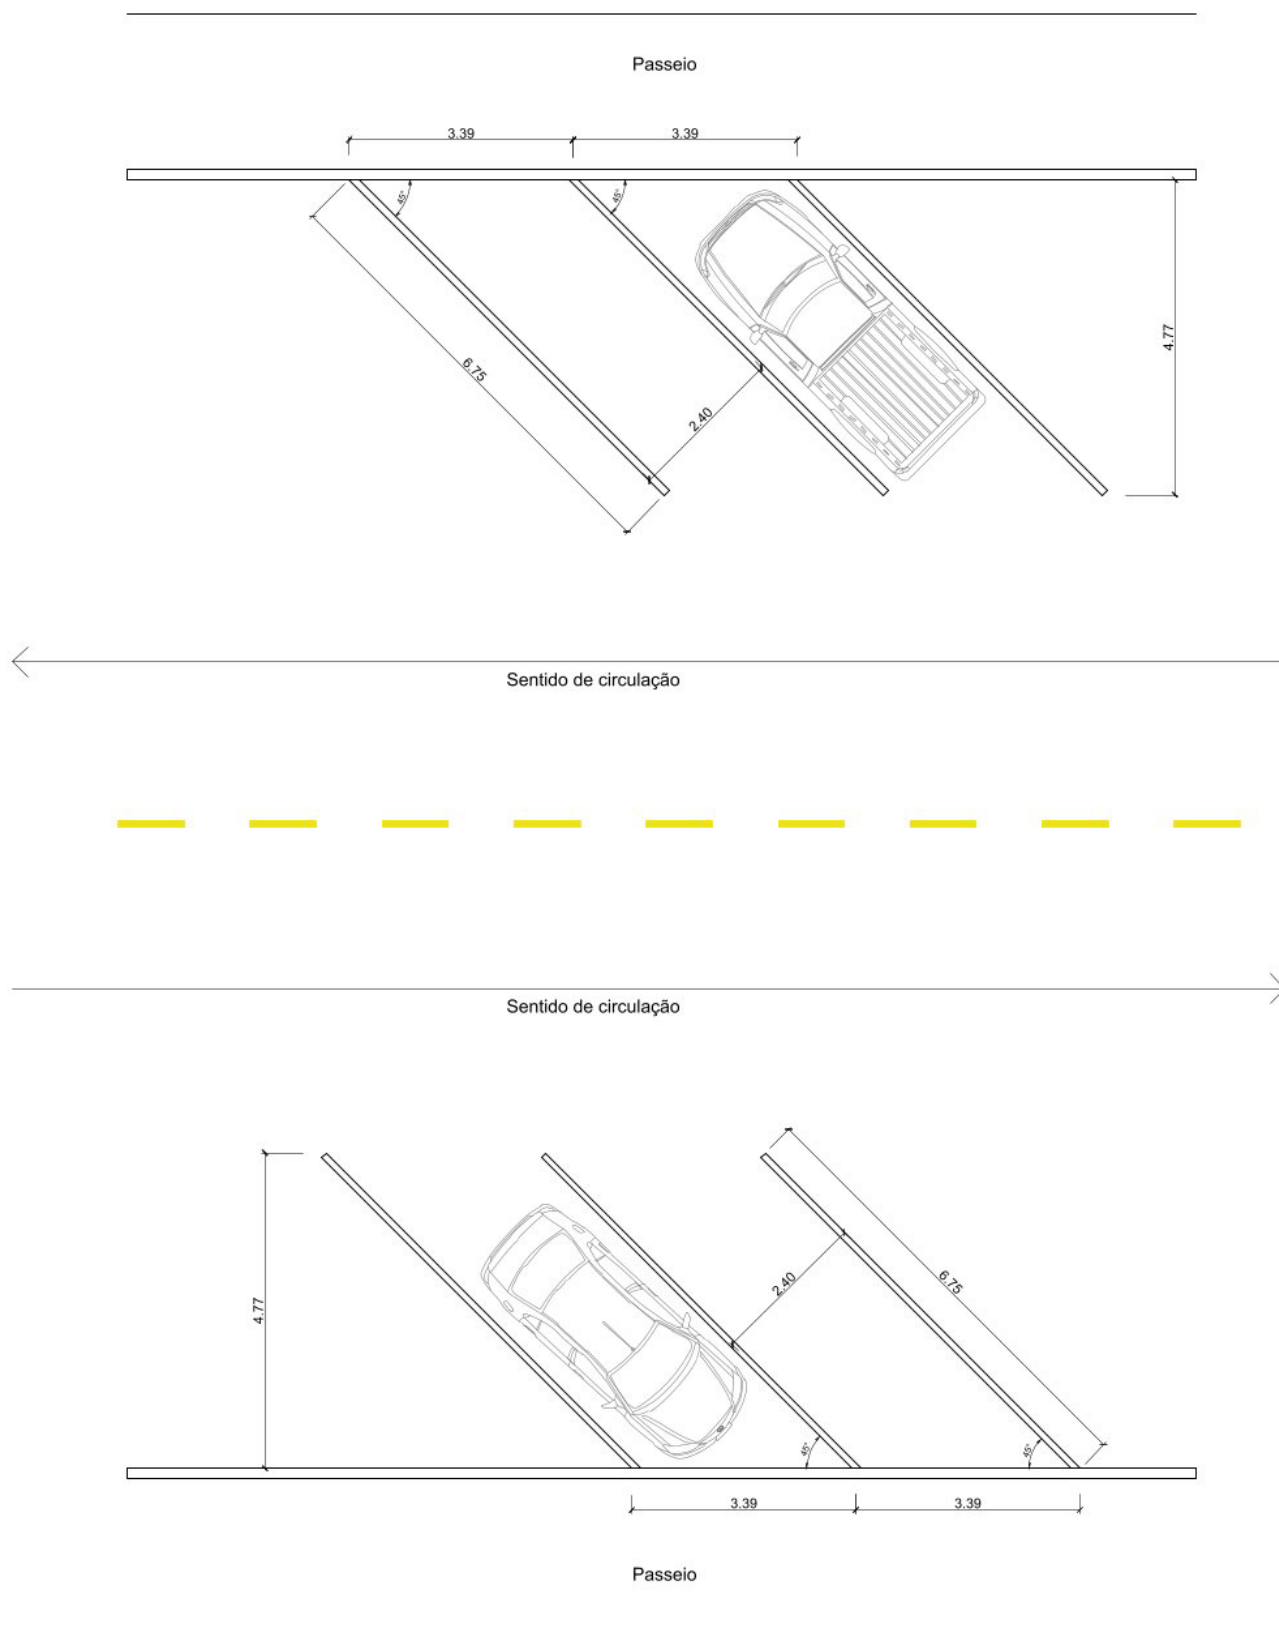 Passeio
3.39 3.39
45° 45°
6.75
2.40
4.77
Sentido de circulação
Sentido de circulação
4.77
2.40
6.75
45° 45°
3.39 3.39
Passeio